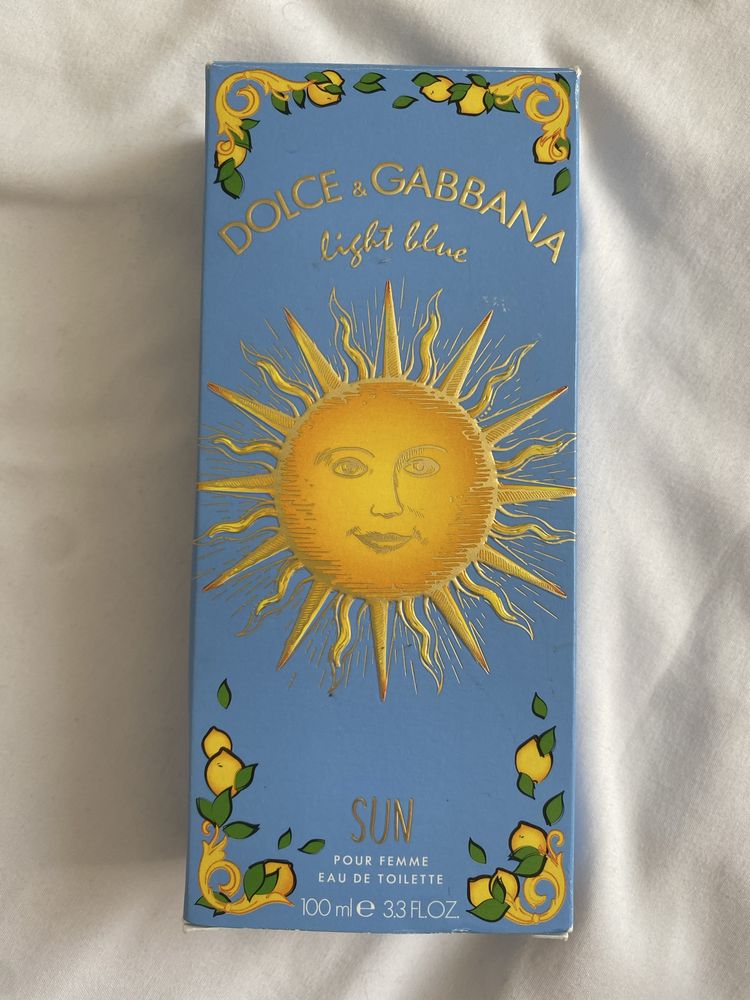 DOLCE & GABBANA
light blue
SUN
POUR FEMME
EAU DE TOILETTE
100 ml e 3.3 FL.OZ.